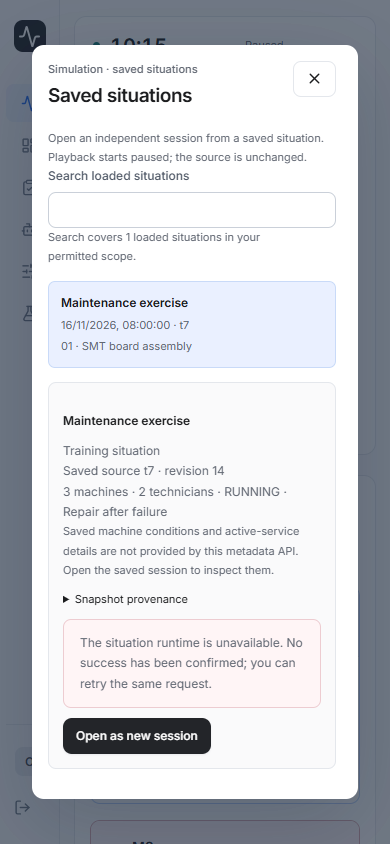 10:15
Paused
Simulation · saved situations
Saved situations
Open an independent session from a saved situation.
Playback starts paused; the source is unchanged.
Search loaded situations
Search covers 1 loaded situations in your
permitted scope.
Maintenance exercise
16/11/2026, 08:00:00 · t7
01 · SMT board assembly
Maintenance exercise
Training situation
Saved source t7 · revision 14
3 machines · 2 technicians · RUNNING ·
Repair after failure
Saved machine conditions and active-service
details are not provided by this metadata API.
Open the saved session to inspect them.
Snapshot provenance
The situation runtime is unavailable. No
success has been confirmed; you can
retry the same request.
Open as new session